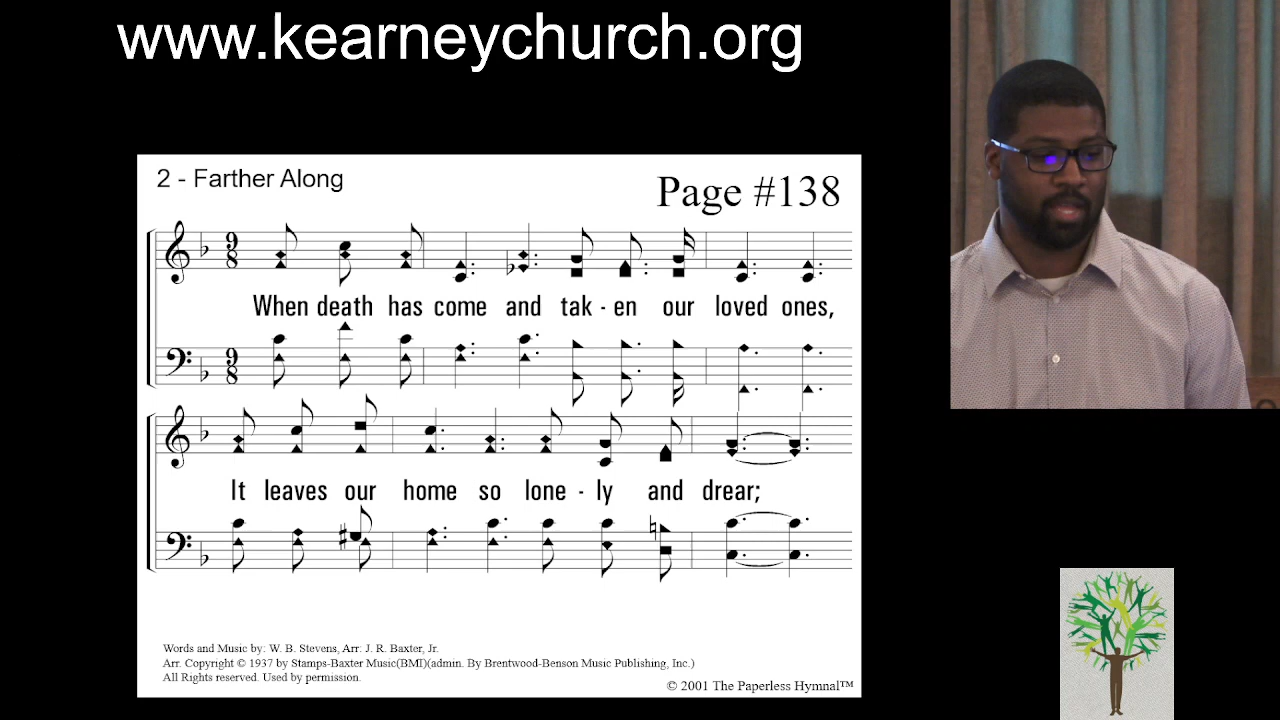 www.kearneychurch.org
2 - Farther Along
Page #138
When death has come and tak - en our loved ones,
It leaves our home so lone - ly and drear;
Words and Music by: W. B. Stevens, Arr: J. R. Baxter, Jr.
Arr. Copyright © 1937 by Stamps-Baxter Music(BMI)(admin. By Brentwood-Benson Music Publishing, Inc.)
All Rights reserved. Used by permission.
© 2001 The Paperless Hymnal™